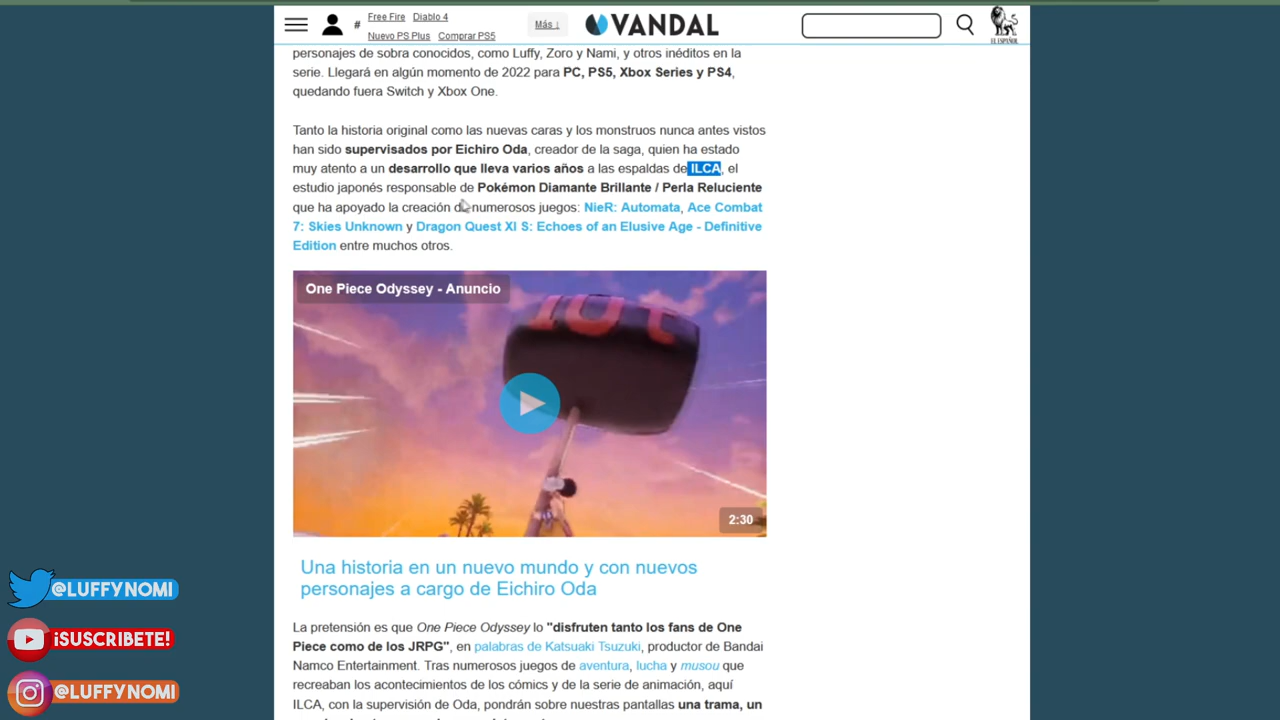 # Free Fire Diablo 4
Nuevo PS Plus Comprar PS5
Más ↓
VANDAL
EL ESPAÑOL
personajes de sobra conocidos, como Luffy, Zoro y Nami, y otros inéditos en la
serie. Llegará en algún momento de 2022 para PC, PS5, Xbox Series y PS4,
quedando fuera Switch y Xbox One.
Tanto la historia original como las nuevas caras y los monstruos nunca antes vistos
han sido supervisados por Eichiro Oda, creador de la saga, quien ha estado
muy atento a un desarrollo que lleva varios años a las espaldas de ILCA, el
estudio japonés responsable de Pokémon Diamante Brillante / Perla Reluciente
que ha apoyado la creación de numerosos juegos: NieR: Automata, Ace Combat
7: Skies Unknown y Dragon Quest XI S: Echoes of an Elusive Age - Definitive
Edition entre muchos otros.
One Piece Odyssey - Anuncio
10T
2:30
Una historia en un nuevo mundo y con nuevos
personajes a cargo de Eichiro Oda
La pretensión es que One Piece Odyssey lo "disfruten tanto los fans de One
Piece como de los JRPG", en palabras de Katsuaki Tsuzuki, productor de Bandai
Namco Entertainment. Tras numerosos juegos de aventura, lucha y musou que
recreaban los acontecimientos de los cómics y de la serie de animación, aquí
ILCA, con la supervisión de Oda, pondrán sobre nuestras pantallas una trama, un
@LUFFYNOMI
¡SUSCRIBETE!
@LUFFYNOMI